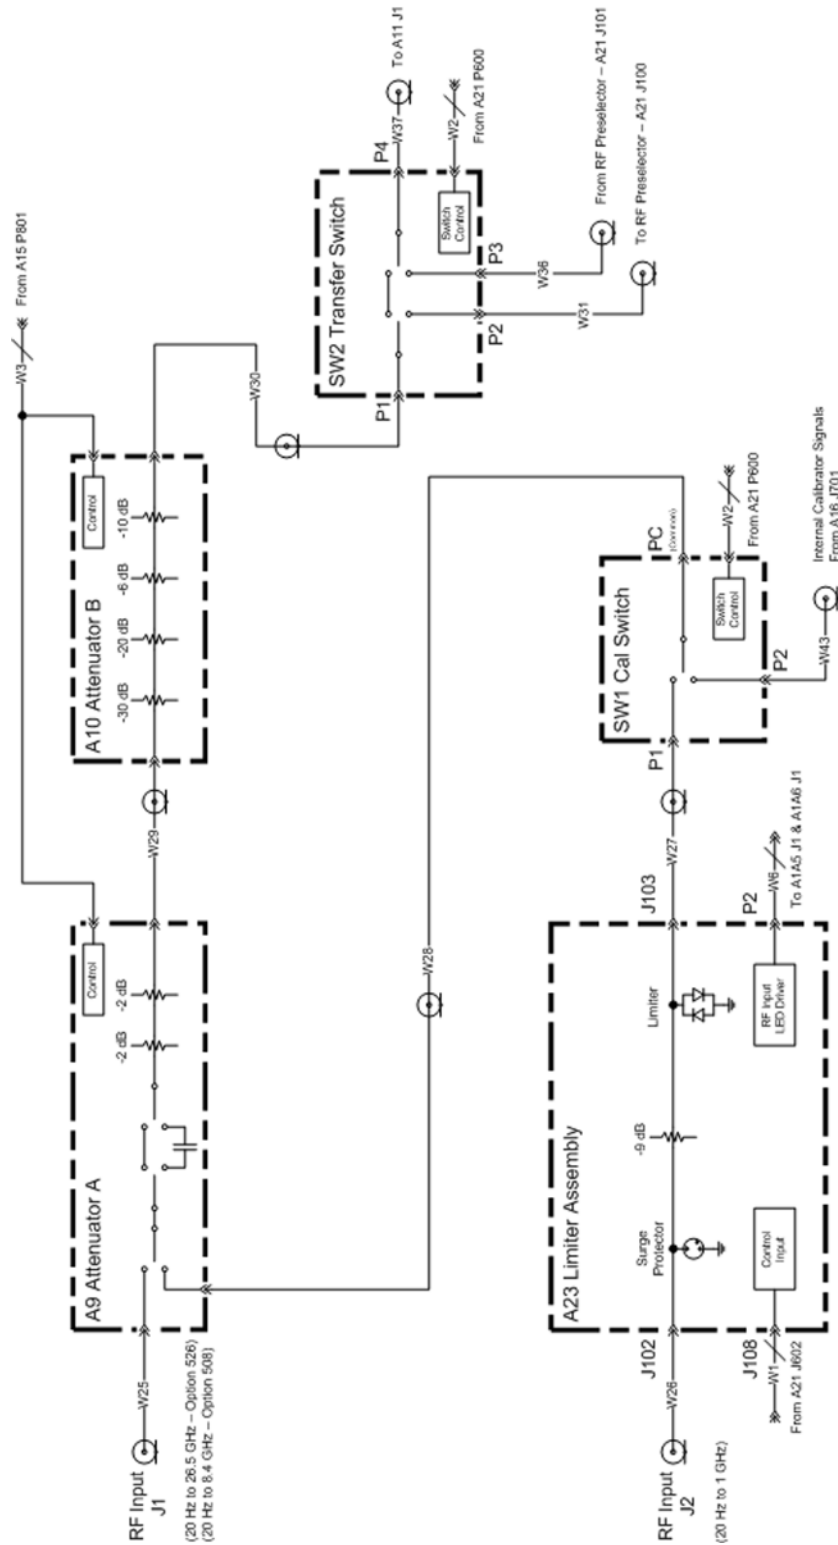 RF Input
J1
(20 Hz to 26.5 GHz – Option 526)
(20 Hz to 8.4 GHz – Option 508)
W25
A9 Attenuator A
-2 dB
-2 dB
Control
W29
A10 Attenuator B
-30 dB
-20 dB
-6 dB
-10 dB
Control
W3
From A15 P801
W30
SW2 Transfer Switch
P1
P2
P3
P4
Switch
Control
W37
To A11 J1
W2
From A21 P600
W36
From RF Preselector – A21 J101
W31
To RF Preselector – A21 J100
W28
RF Input
J2
(20 Hz to 1 GHz)
W26
J102
A23 Limiter Assembly
Surge
Protector
-9 dB
Limiter
J103
Control
Input
J108
W1
From A21 J602
RF Input
LED Driver
P2
W6
To A1A5 J1 & A1A6 J1
W27
P1
SW1 Cal Switch
PC
(Common)
Switch
Control
W2
From A21 P600
P2
W43
Internal Calibrator Signals
From A16 J701